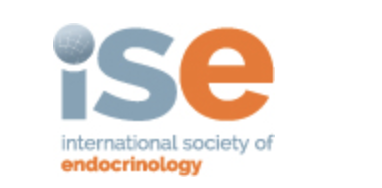 ise
international society of
endocrinology